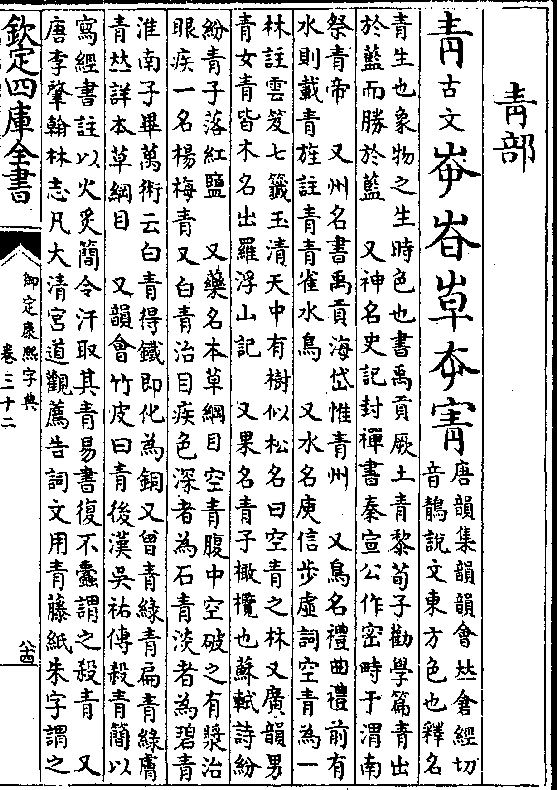 青部
青古文𡴑𡴘𡴓𡗡𡩋唐韻集韻韻會𠀤倉經切
音鶄說文東方色也釋名
青生也象物之生時色也書禹貢厥土青黎荀子勸學篇青出
於藍而勝於藍　又神名史記封禪書秦宣公作密畤于渭南
祭青帝　又州名書禹貢海岱惟青州　又鳥名禮曲禮前有
水則載青旌註青青雀水鳥　又水名庾信步虛詞空青為一
林註雲笈七籤玉清天中有樹似松名曰空青之林又廣韻男
青女青皆木名出羅浮山記　又果名青子橄欖也蘇軾詩紛
紛青子落紅鹽　又藥名本草綱目空青腹中空破之有漿治
眼疾一名楊梅青又白青治目疾色深者為石青淡者為碧青
淮南子畢萬術云白青得鐵即化為銅又曾青綠青扁青綠膚
青𠀤詳本草綱目　又韻會竹皮曰青後漢吳祐傳殺青簡以
寫經書註以火炙簡令汗取其青易書復不蠹謂之殺青　又
唐李肇翰林志凡大清宮道觀薦告詞文用青藤紙朱字謂之
欽定四庫全書
御定康熙字典
卷三十二